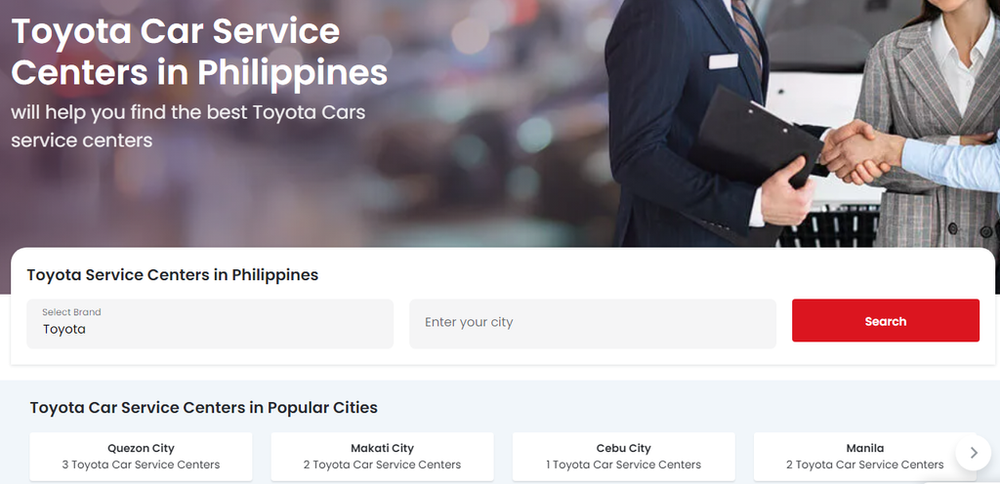 Toyota Car Service
Centers in Philippines
will help you find the best Toyota Cars
service centers
Toyota Service Centers in Philippines
Select Brand
Toyota
Enter your city
Search
Toyota Car Service Centers in Popular Cities
Quezon City
3 Toyota Car Service Centers
Makati City
2 Toyota Car Service Centers
Cebu City
1 Toyota Car Service Centers
Manila
2 Toyota Car Service Centers